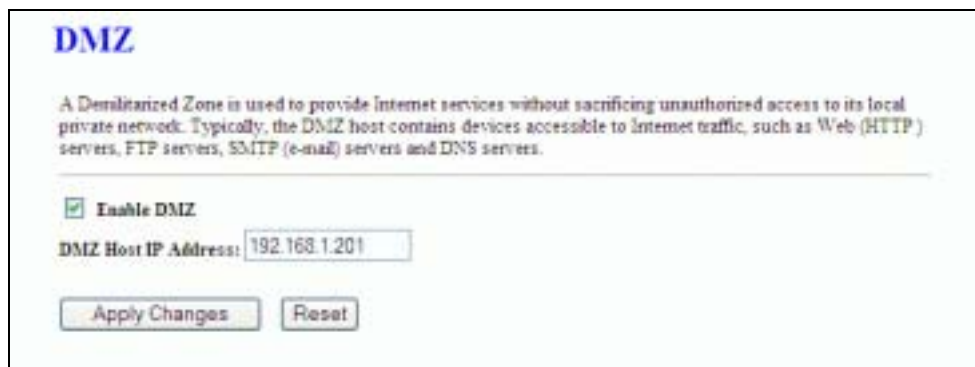 DMZ
A Demilitarized Zone is used to provide Internet services without sacrificing unauthorized access to its local
private network. Typically, the DMZ host contains devices accessible to Internet traffic, such as Web (HTTP )
servers, FTP servers, SMTP (e-mail) servers and DNS servers.
Enable DMZ
DMZ Host IP Address: 192.168.1.201
Apply Changes Reset